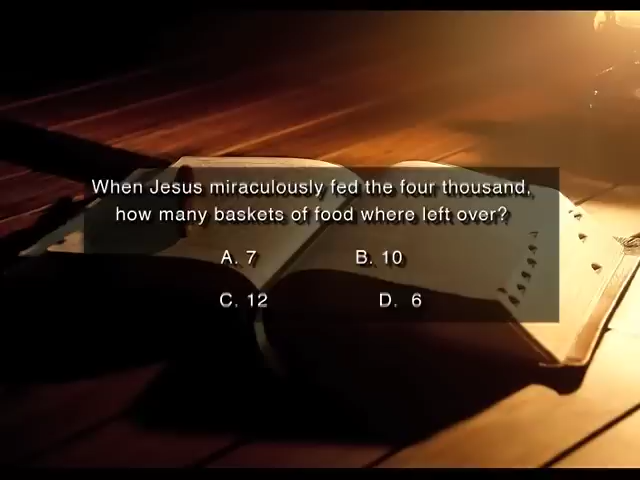 When Jesus miraculously fed the four thousand,
how many baskets of food where left over?
A. 7 B. 10
C. 12 D. 6